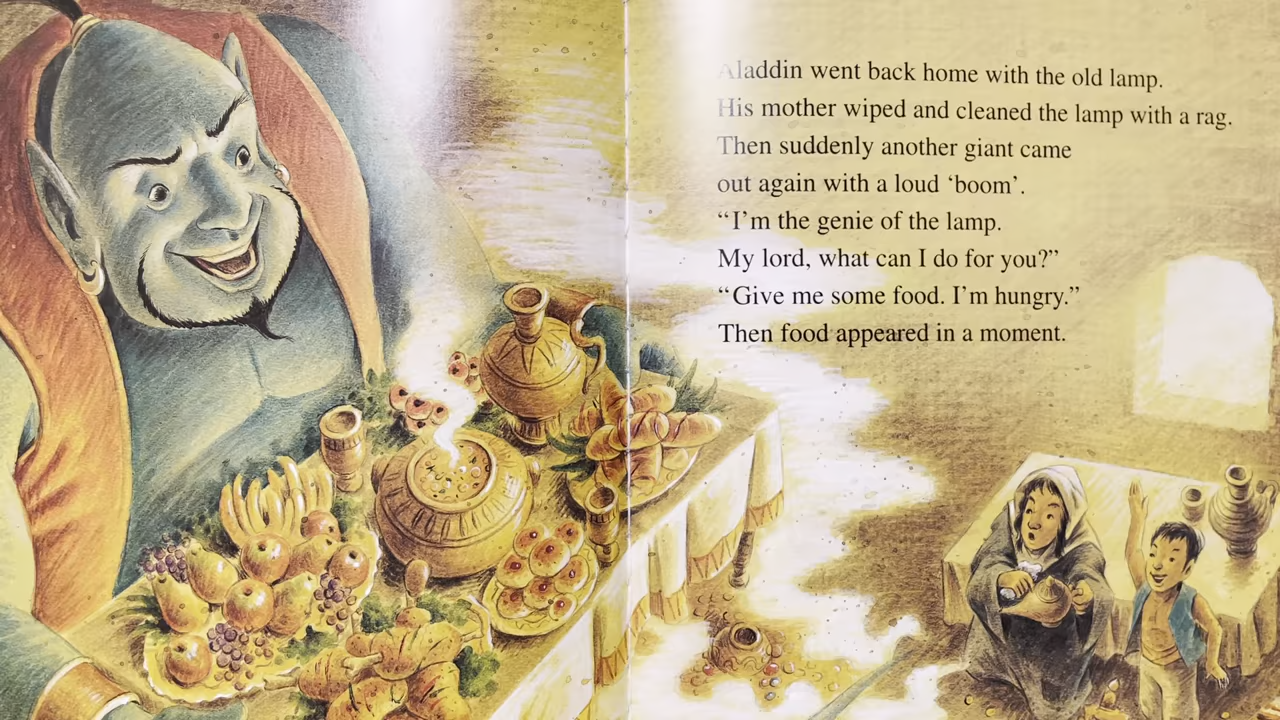 Aladdin went back home with the old lamp.
His mother wiped and cleaned the lamp with a rag.
Then suddenly another giant came
out again with a loud ‘boom’.
“I’m the genie of the lamp.
My lord, what can I do for you?”
“Give me some food. I’m hungry.”
Then food appeared in a moment.